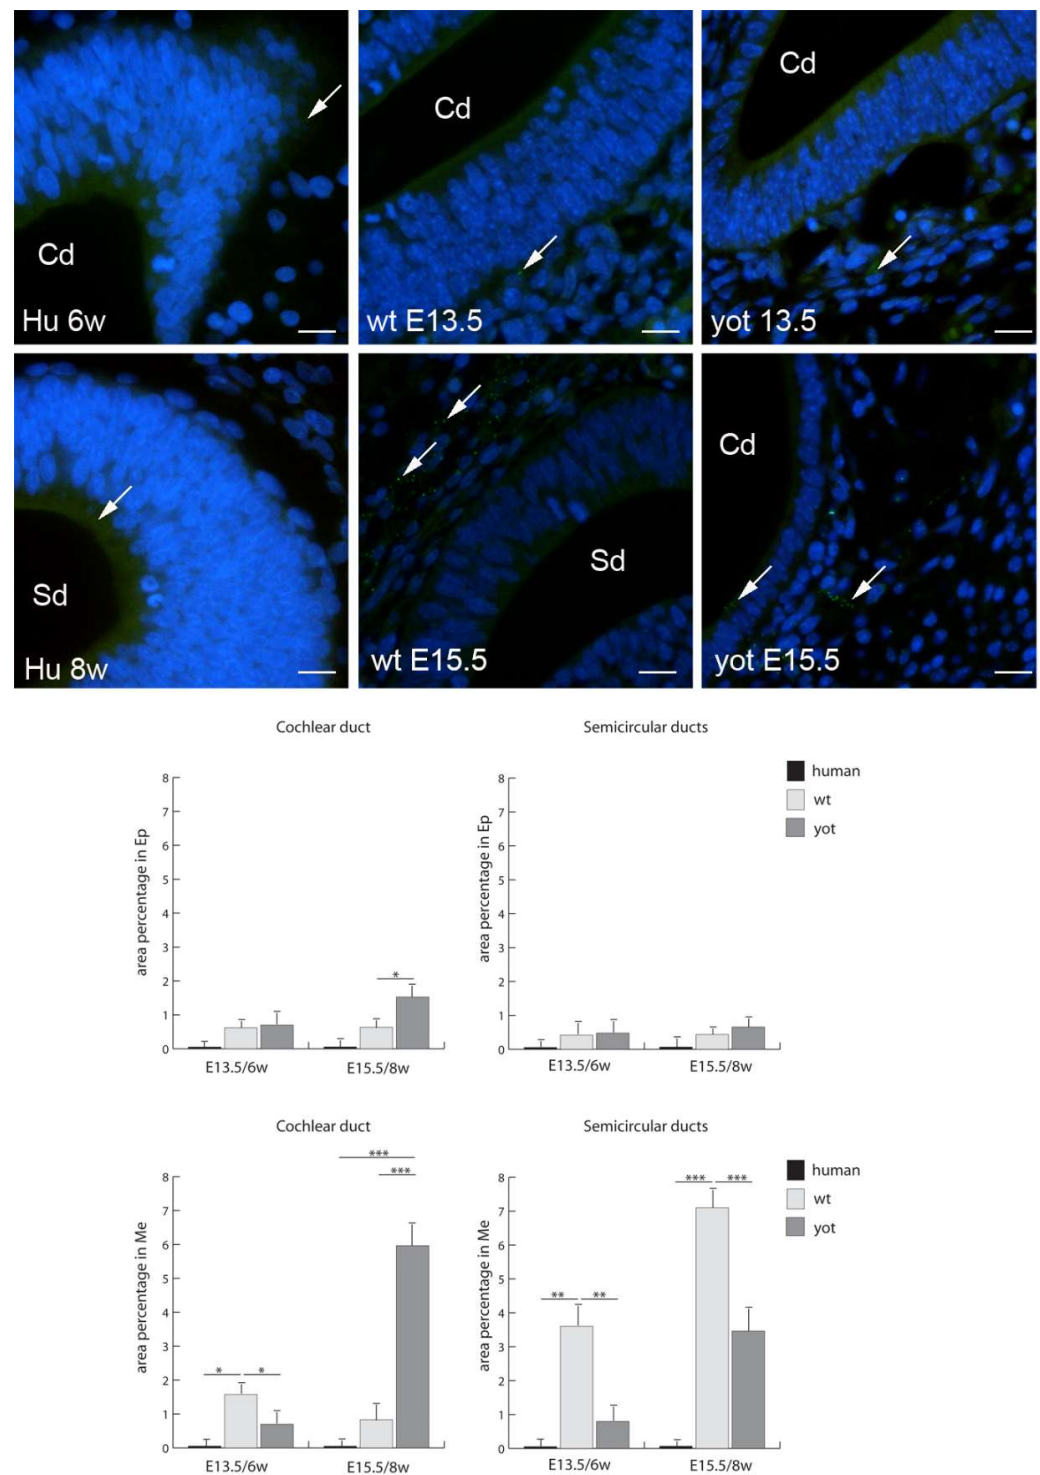 Cd
Hu 6w
Cd
wt E13.5
Cd
yot 13.5
Sd
Hu 8w
Sd
wt E15.5
Cd
yot E15.5
Cochlear duct
Semicircular ducts
area percentage in Ep
8
7
6
5
4
3
2
1
0
*
E13.5/6w
E15.5/8w
area percentage in Ep
8
7
6
5
4
3
2
1
0
E13.5/6w
E15.5/8w
human
wt
yot
Cochlear duct
Semicircular ducts
area percentage in Me
8
7
6
5
4
3
2
1
0
*
*
***
***
E13.5/6w
E15.5/8w
area percentage in Me
8
7
6
5
4
3
2
1
0
**
**
***
***
E13.5/6w
E15.5/8w
human
wt
yot